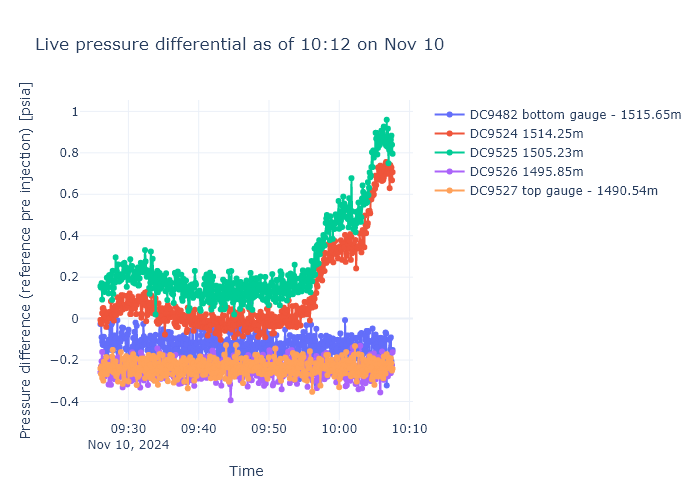 Live pressure differential as of 10:12 on Nov 10
Pressure difference (reference pre injection) [psia]
1
0.8
0.6
0.4
0.2
0
−0.2
−0.4
09:30
09:40
09:50
10:00
10:10
Nov 10, 2024
Time
DC9482 bottom gauge - 1515.65m
DC9524 1514.25m
DC9525 1505.23m
DC9526 1495.85m
DC9527 top gauge - 1490.54m